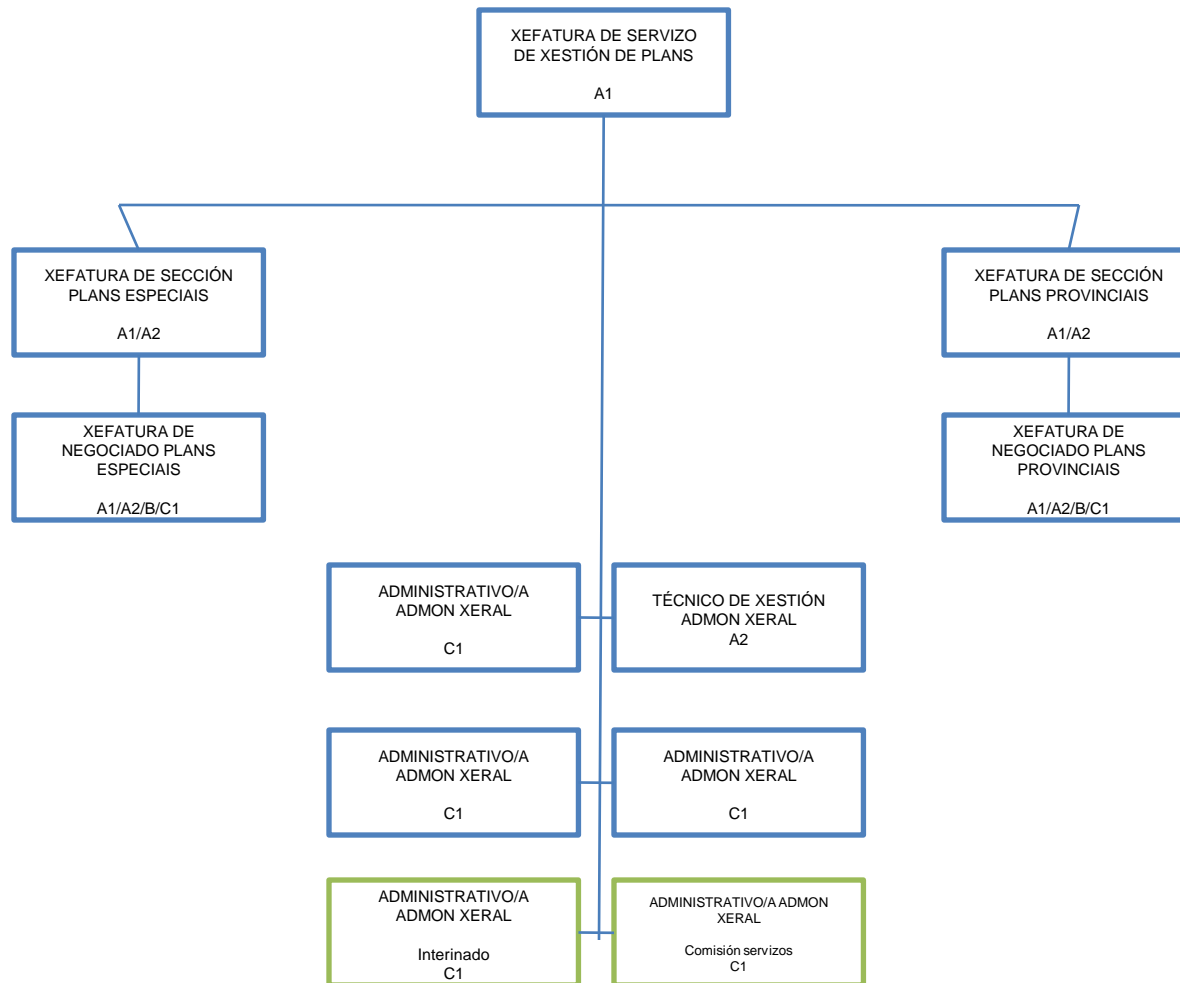 XEFATURA DE SERVIZO
DE XESTIÓN DE PLANS
A1
XEFATURA DE SECCIÓN
PLANS ESPECIAIS
A1/A2
XEFATURA DE SECCIÓN
PLANS PROVINCIAIS
A1/A2
XEFATURA DE
NEGOCIADO PLANS
ESPECIAIS
A1/A2/B/C1
XEFATURA DE
NEGOCIADO PLANS
PROVINCIAIS
A1/A2/B/C1
ADMINISTRATIVO/A
ADMON XERAL
C1
TÉCNICO DE XESTIÓN
ADMON XERAL
A2
ADMINISTRATIVO/A
ADMON XERAL
C1
ADMINISTRATIVO/A
ADMON XERAL
C1
ADMINISTRATIVO/A
ADMON XERAL
Interinado
C1
ADMINISTRATIVO/A ADMON
XERAL
Comisión servizos
C1